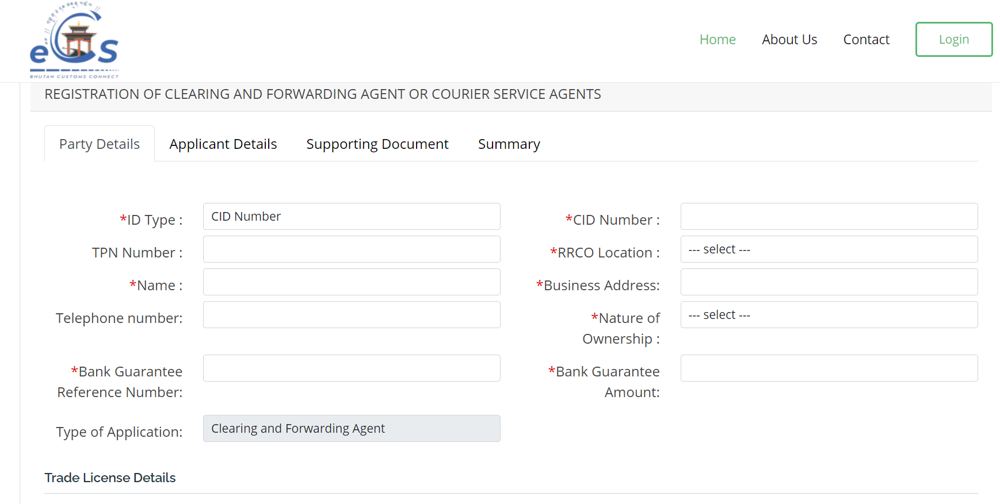 eCS
BHUTAN CUSTOMS CONNECT
Home
About Us
Contact
Login
REGISTRATION OF CLEARING AND FORWARDING AGENT OR COURIER SERVICE AGENTS
Party Details
Applicant Details
Supporting Document
Summary
*ID Type :
CID Number
*CID Number :
TPN Number :
*RRCO Location :
--- select ---
*Name :
*Business Address:
Telephone number:
*Nature of
Ownership :
--- select ---
*Bank Guarantee
Reference Number:
*Bank Guarantee
Amount:
Type of Application:
Clearing and Forwarding Agent
Trade License Details